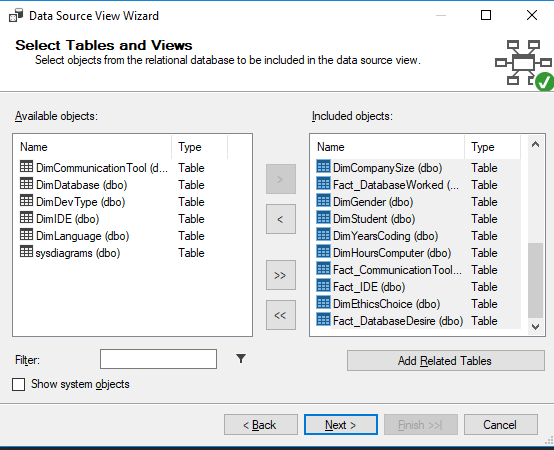 Data Source View Wizard
Select Tables and Views
Select objects from the relational database to be included in the data source view.
Available objects:
Name Type
DimCommunicationTool (d... Table
DimDatabase (dbo) Table
DimDevType (dbo) Table
DimIDE (dbo) Table
DimLanguage (dbo) Table
sysdiagrams (dbo) Table
>
<
>>
<<
Included objects:
Name Type
DimCompanySize (dbo) Table
Fact_DatabaseWorked (... Table
DimGender (dbo) Table
DimStudent (dbo) Table
DimYearsCoding (dbo) Table
DimHoursComputer (dbo) Table
Fact_CommunicationTool... Table
Fact_IDE (dbo) Table
DimEthicsChoice (dbo) Table
Fact_DatabaseDesire (dbo) Table
Filter:
Add Related Tables
Show system objects
< Back Next > Finish >>| Cancel